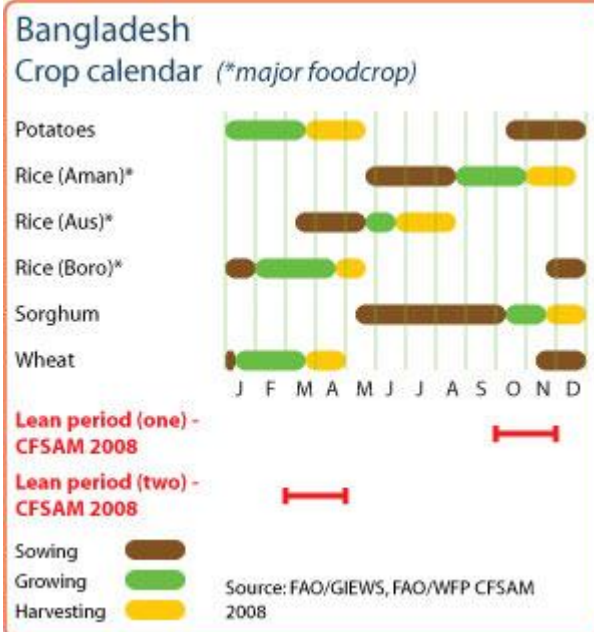 Bangladesh
Crop calendar (*major foodcrop)
Potatoes
Rice (Aman)*
Rice (Aus)*
Rice (Boro)*
Sorghum
Wheat
J F M A M J J A S O N D
Lean period (one) -
CFSAM 2008
Lean period (two) -
CFSAM 2008
Sowing
Growing
Harvesting
Source: FAO/GIEWS, FAO/WFP CFSAM
2008